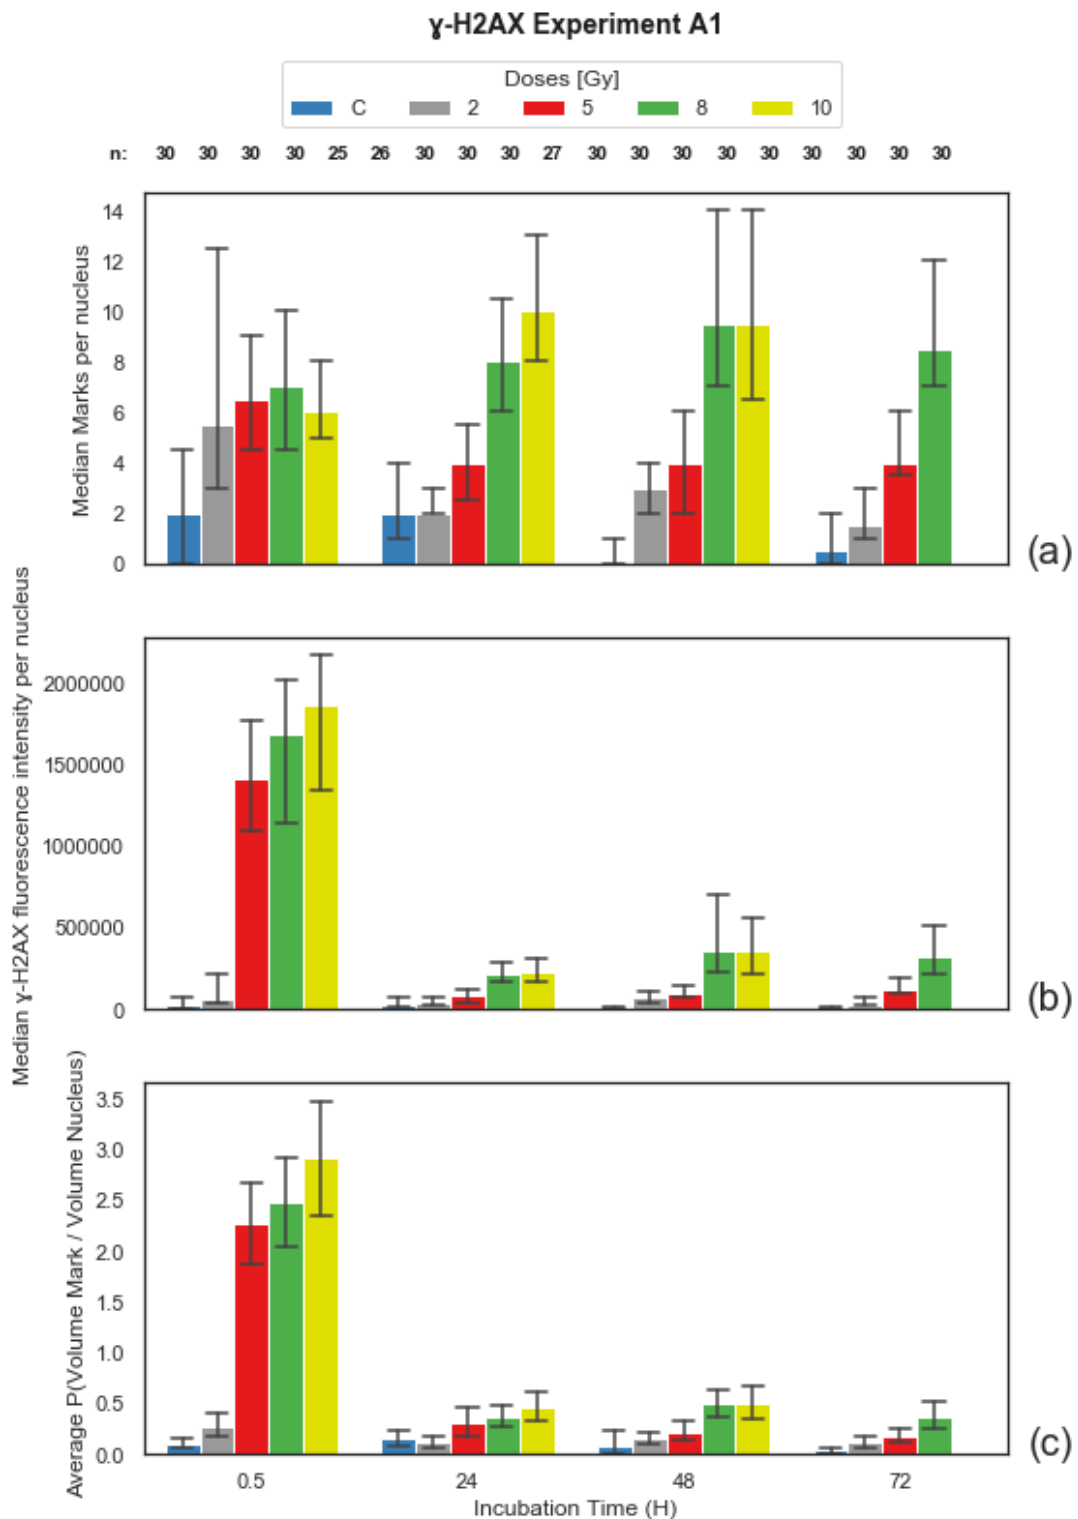 ɣ-H2AX Experiment A1
Doses [Gy]
C 2 5 8 10
n: 30 30 30 30 25 26 30 30 30 27 30 30 30 30 30 30 30 30 30
Median Marks per nucleus
14
12
10
8
6
4
2
0
(a)
Median ɣ-H2AX fluorescence intensity per nucleus
2000000
1500000
1000000
500000
0
(b)
Average P(Volume Mark / Volume Nucleus)
3.5
3.0
2.5
2.0
1.5
1.0
0.5
0.0
(c)
0.5 24 48 72
Incubation Time (H)